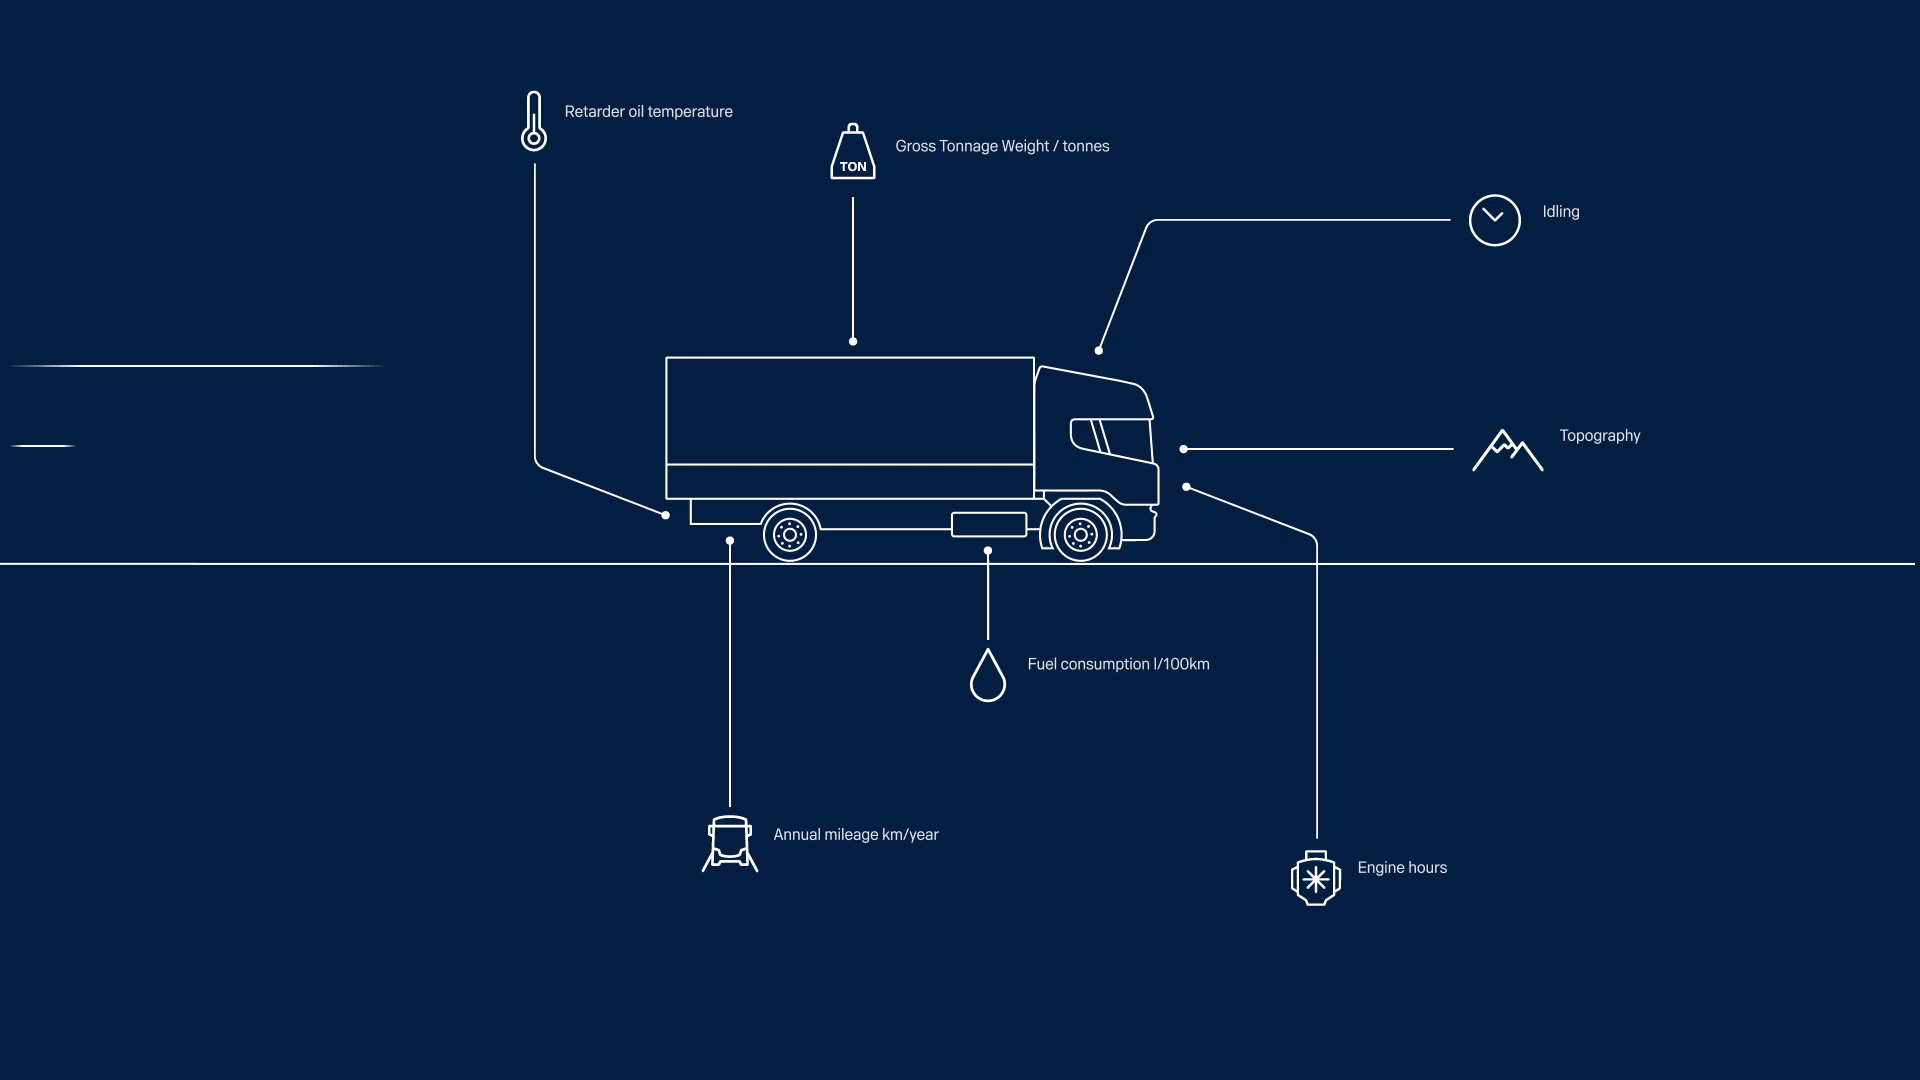 Retarder oil temperature
Gross Tonnage Weight / tonnes
TON
Idling
Topography
Fuel consumption l/100km
Annual mileage km/year
Engine hours